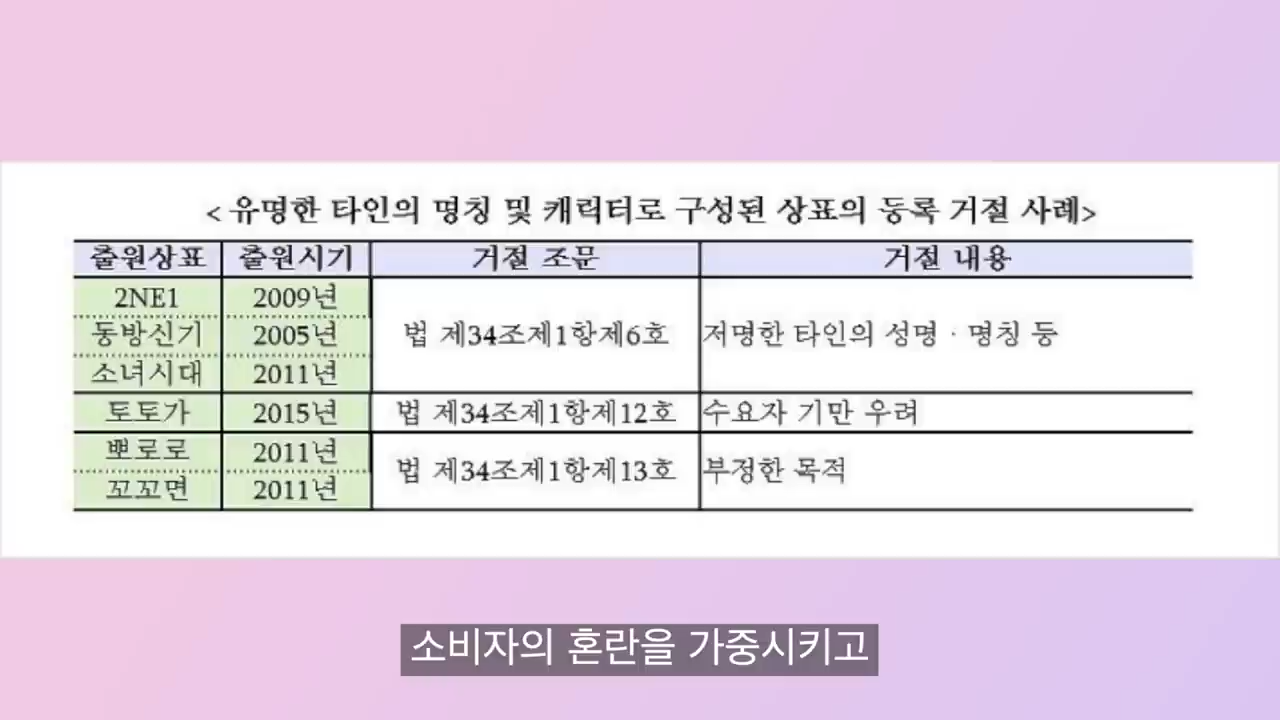 < 유명한 타인의 명칭 및 캐릭터로 구성된 상표의 등록 거절 사례>
출원상표 출원시기 거절 조문 거절 내용
2NE1 2009년
동방신기 2005년 법 제34조제1항제6호 저명한 타인의 성명 · 명칭 등
소녀시대 2011년
토토가 2015년 법 제34조제1항제12호 수요자 기만 우려
뽀로로 2011년
법 제34조제1항제13호 부정한 목적
꼬꼬면 2011년
소비자의 혼란을 가중시키고